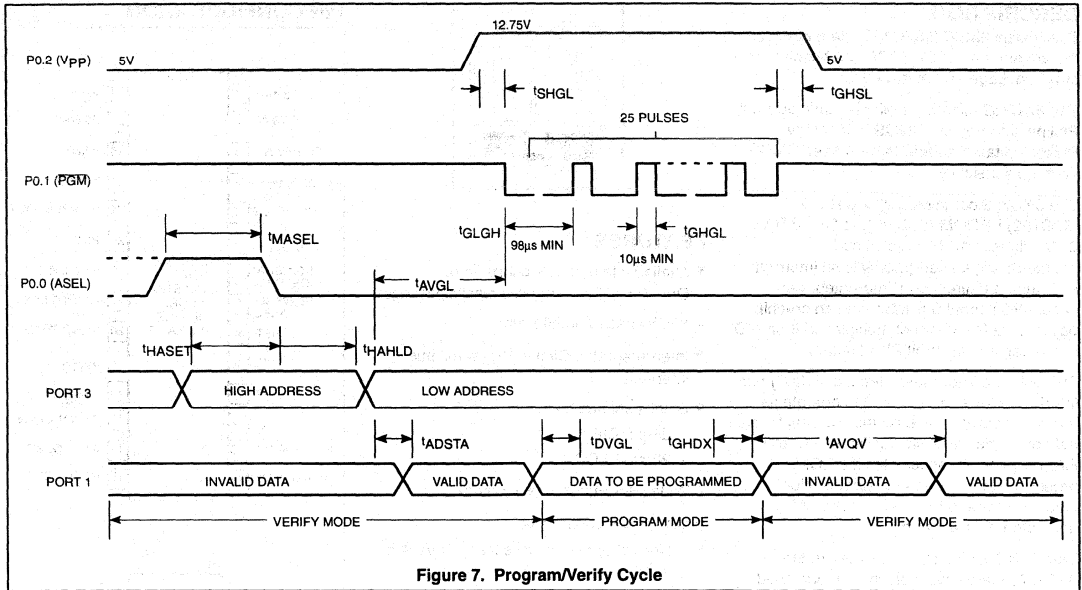 12.75V
P0.2 (VPP)
5V
5V
tSHGL
tGHSL
25 PULSES
P0.1 (PGM)
tMASEL
tGLGH
98µs MIN
10µs MIN
tGHGL
P0.0 (ASEL)
tAVGL
tHASET
tHAHLD
PORT 3
HIGH ADDRESS
LOW ADDRESS
tADSTA
tDVGL
tGHDX
tAVQV
PORT 1
INVALID DATA
VALID DATA
DATA TO BE PROGRAMMED
INVALID DATA
VALID DATA
VERIFY MODE
PROGRAM MODE
VERIFY MODE
Figure 7. Program/Verify Cycle